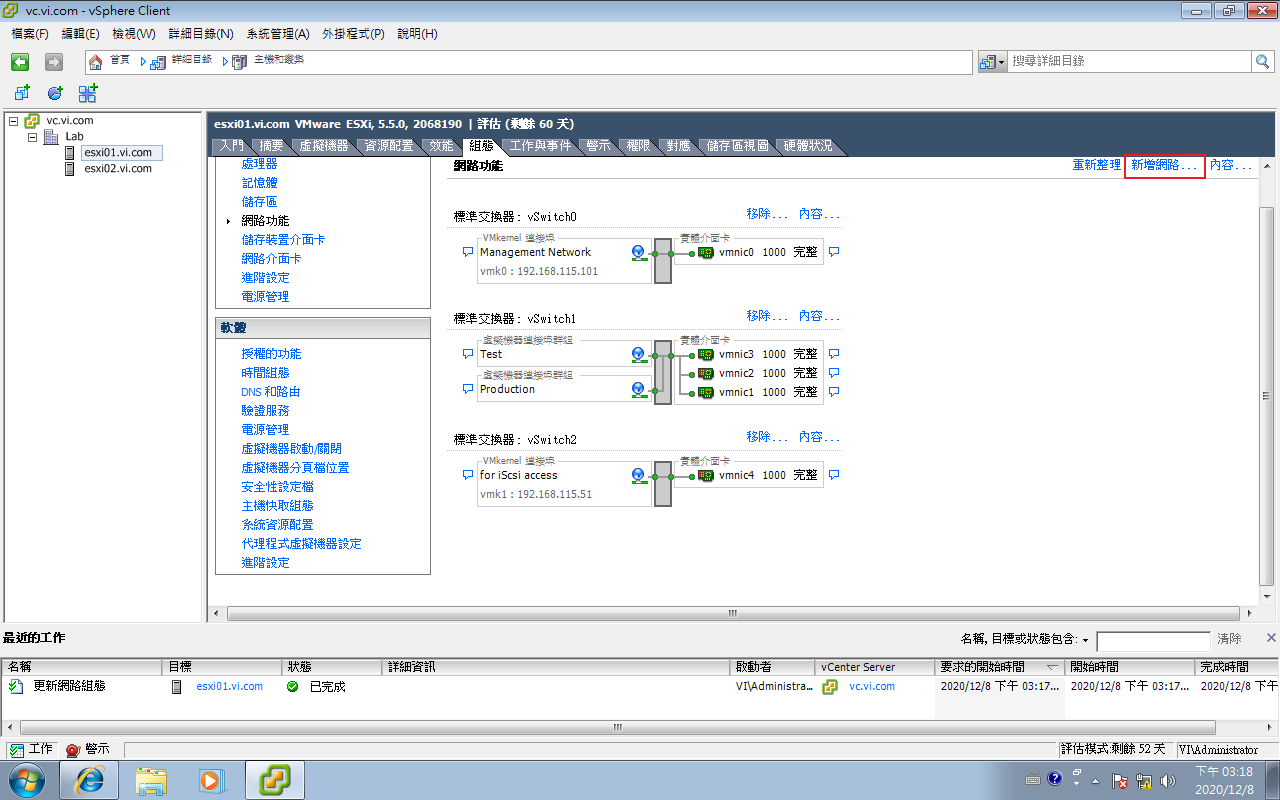 vc.vi.com - vSphere Client
檔案(F) 編輯(E) 檢視(W) 詳細目錄(N) 系統管理(A) 外掛程式(P) 說明(H)
首頁 詳細目錄 主機和叢集 搜尋詳細目錄
vc.vi.com
Lab
esxi01.vi.com
esxi02.vi.com
esxi01.vi.com VMware ESXi, 5.5.0, 2068190 | 評估 (剩餘 60 天)
入門 摘要 虛擬機器 資源配置 效能 組態 工作與事件 警示 權限 對應 儲存區視圖 硬體狀況
處理器
記憶體
儲存區
網路功能
儲存裝置介面卡
網路介面卡
進階設定
電源管理
軟體
授權的功能
時間組態
DNS 和路由
驗證服務
電源管理
虛擬機器啟動/關閉
虛擬機器分頁檔位置
安全性設定檔
主機快取組態
系統資源配置
代理程式虛擬機器設定
進階設定
網路功能 重新整理 新增網路... 內容...
標準交換器: vSwitch0 移除... 內容...
VMkernel 連接埠 實體介面卡
Management Network vmnic0 1000 完整
vmk0 : 192.168.115.101
標準交換器: vSwitch1 移除... 內容...
虛擬機器連接埠群組 實體介面卡
Test vmnic3 1000 完整
虛擬機器連接埠群組 vmnic2 1000 完整
Production vmnic1 1000 完整
標準交換器: vSwitch2 移除... 內容...
VMkernel 連接埠 實體介面卡
for iScsi access vmnic4 1000 完整
vmk1 : 192.168.115.51
最近的工作 名稱, 目標或狀態包含: 清除
名稱 目標 狀態 詳細資訊 啟動者 vCenter Server 要求的開始時間 開始時間 完成時間
更新網路組態 esxi01.vi.com 已完成 VI\Administra... vc.vi.com 2020/12/8 下午 03:17... 2020/12/8 下午 03:17... 2020/12/8 下午
工作 警示 評估模式:剩餘 52 天 VI\Administrator
下午 03:18
2020/12/8